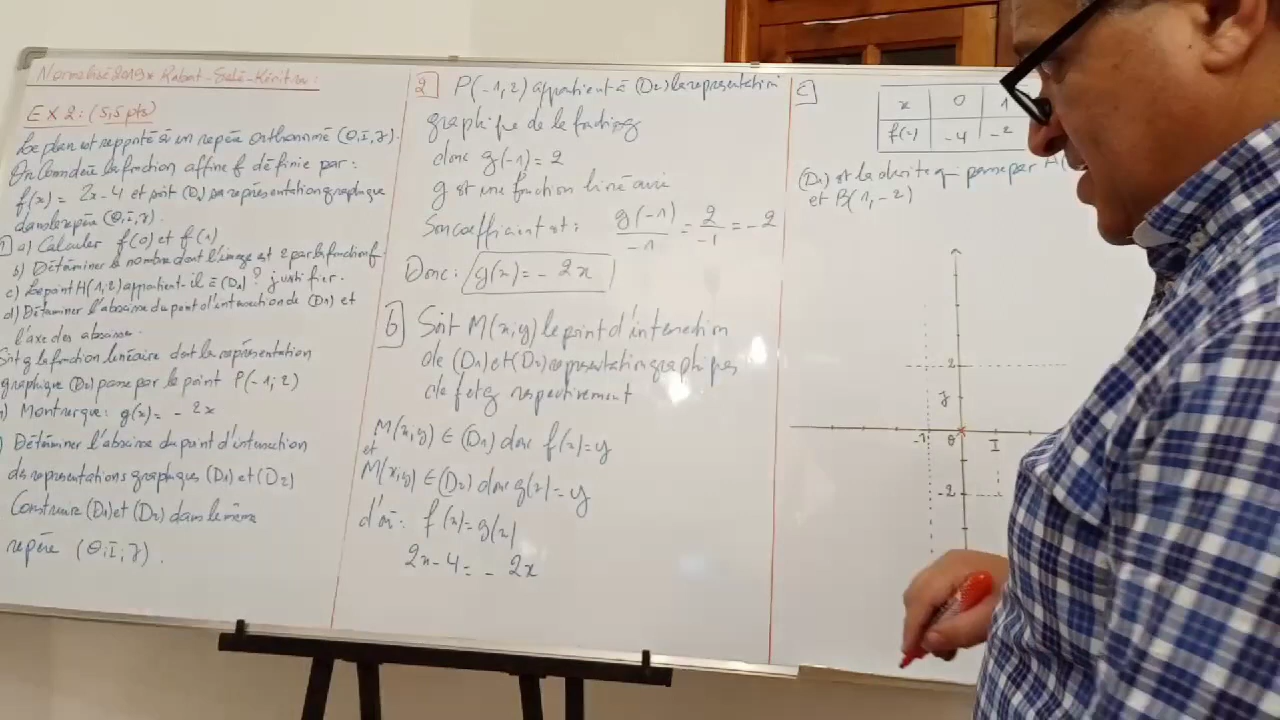 Normalisé 2019 Rabat-Salé-Kénitra:
EX 2: (5,5 pts)
Le plan est rapporté à un repère orthonormé (O,I,J).
On considère la fonction affine f définie par:
f(x) = 2x-4 et soit (D1) sa représentation graphique
dans le repère (O,I,J).
1) a) Calculer f(0) et f(1)
b) Déterminer le nombre dont l'image est 2 par la fonction f
c) Le point H(1,2) appartient-il à (D1)? justifier.
d) Déterminer l'abscisse du point d'intersection de (D1) et
l'axe des abscisses.
Soit g la fonction linéaire dont la représentation
graphique (D2) passe par le point P(-1;2)
) Montrer que: g(x) = -2x
) Déterminer l'abscisse du point d'intersection
des représentations graphiques (D1) et (D2)
Construire (D1) et (D2) dans le même
repère (O,I,J).
2] P(-1,2) appartient à (D2) la représentation
graphique de la fonction g
donc g(-1)=2
g est une fonction linéaire
Son coefficient est: g(-1)/-1 = 2/-1 = -2
Donc: g(x) = -2x
b] Soit M(x,y) le point d'intersection
de (D1) et (D2) représentation graphiques
de f et g respectivement
M(x,y) ∈ (D1) donc f(x)=y
et
M(x,y) ∈ (D2) donc g(x)=y
d'où: f(x)=g(x)
2x-4 = -2x
c]
x 0 1
f(x) -4 -2
(D1) est la droite qui passe par A(
et B(1,-2)
2
J
-1 O I
-2